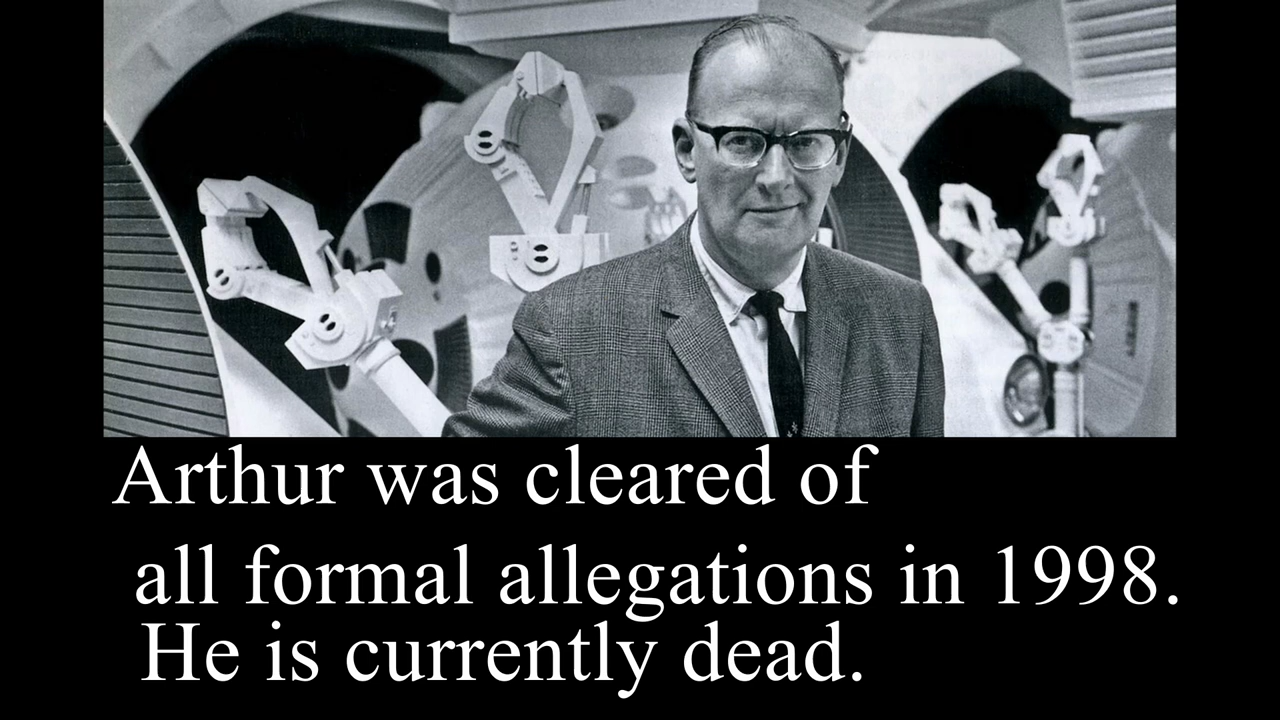 Arthur was cleared of
all formal allegations in 1998.
He is currently dead.